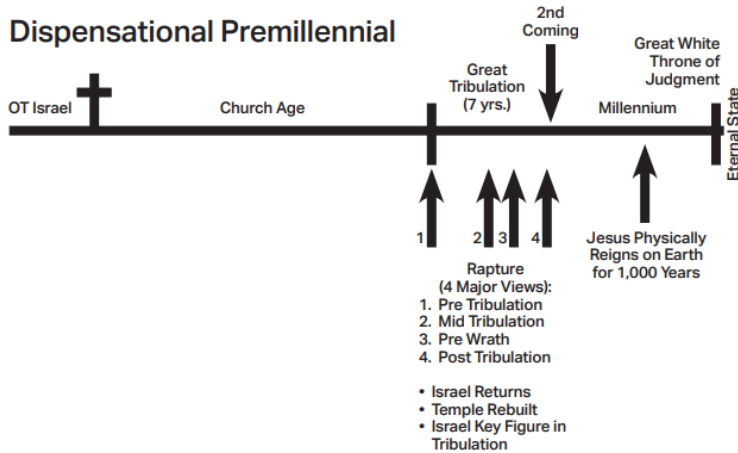 Dispensational Premillennial
2nd
Coming
Great White
Throne of
Judgment
Great
Tribulation
(7 yrs.)
OT Israel
Church Age
Millennium
Eternal State
1
2
3
4
Jesus Physically
Reigns on Earth
for 1,000 Years
Rapture
(4 Major Views):
1. Pre Tribulation
2. Mid Tribulation
3. Pre Wrath
4. Post Tribulation
• Israel Returns
• Temple Rebuilt
• Israel Key Figure in
Tribulation